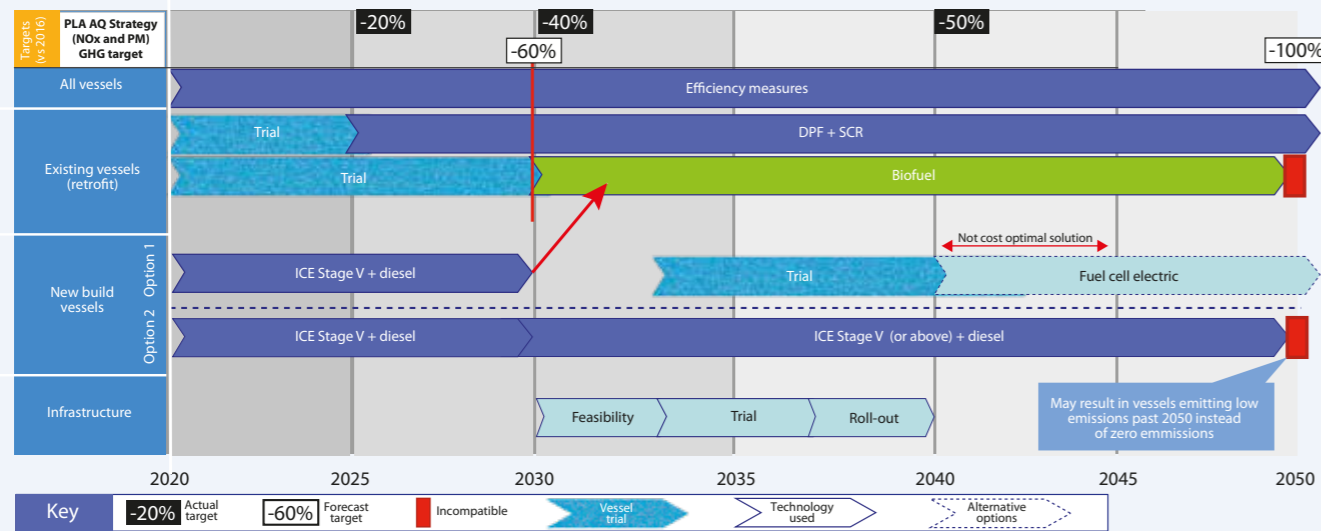 Targets
(vs 2016)
PLA AQ Strategy
(NOx and PM)
GHG target
-20%
-40%
-50%
-60%
-100%
All vessels
Efficiency measures
Existing vessels
(retrofit)
Trial
DPF + SCR
Trial
Biofuel
New build
vessels
Option 1
ICE Stage V + diesel
Trial
Not cost optimal solution
Fuel cell electric
Option 2
ICE Stage V + diesel
ICE Stage V (or above) + diesel
Infrastructure
Feasibility
Trial
Roll-out
May result in vessels emitting low
emissions past 2050 instead
of zero emmissions
2020
2025
2030
2035
2040
2045
2050
Key
-20%
Actual
target
-60%
Forecast
target
Incompatible
Vessel
trial
Technology
used
Alternative
options